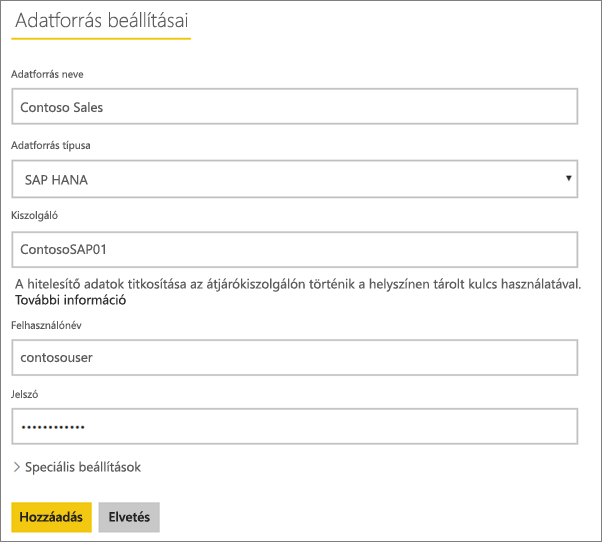 Adatforrás beállításai
Adatforrás neve
Contoso Sales
Adatforrás típusa
SAP HANA
Kiszolgáló
ContosoSAP01
A hitelesítő adatok titkosítása az átjárókiszolgálón történik a helyszínen tárolt kulcs használatával.
További információ
Felhasználónév
contosouser
Jelszó
••••••••••••
Speciális beállítások
Hozzáadás Elvetés